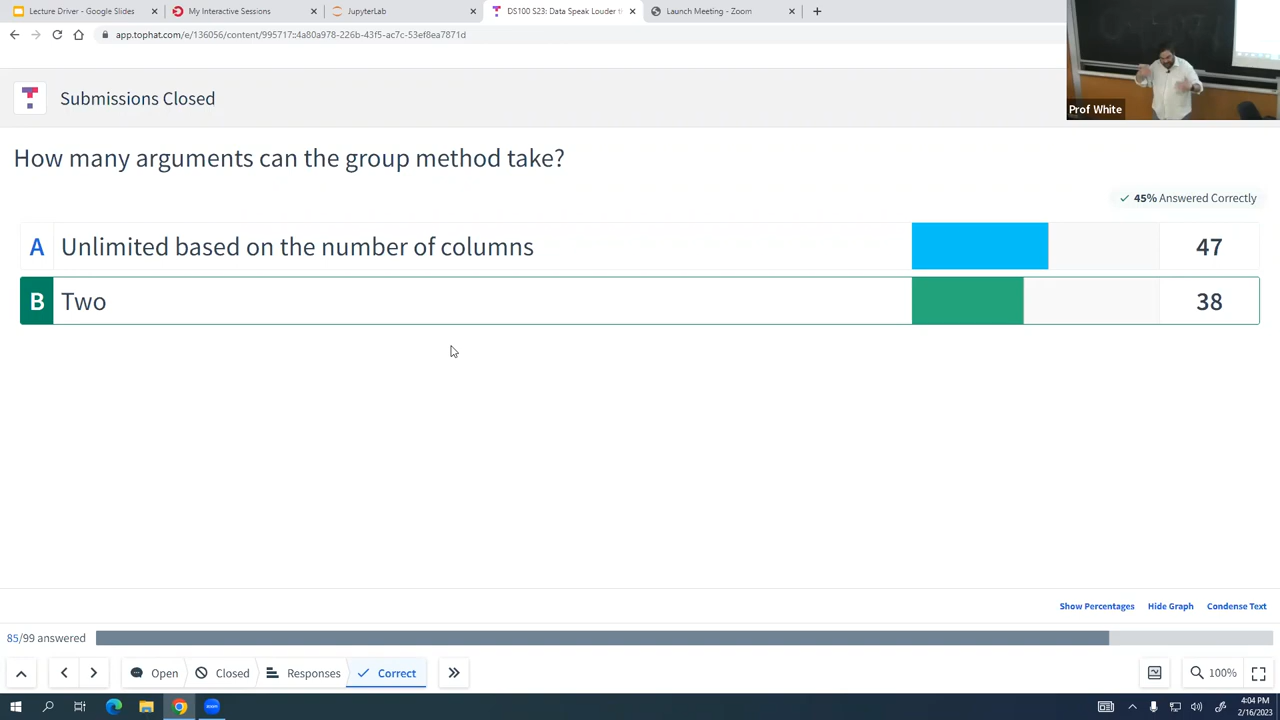 Lecture Driver - Google Slides
My Interactive Sessions
JupyterLab
DS100 S23: Data Speak Louder th
Launch Meeting - Zoom
app.tophat.com/e/136056/content/995717::4a80a978-226b-43f5-ac7c-53ef8ea7871d
Prof White
Submissions Closed
How many arguments can the group method take?
45% Answered Correctly
A Unlimited based on the number of columns 47
B Two 38
Show Percentages Hide Graph Condense Text
85/99 answered
Open Closed Responses Correct 100%
zoom
4:04 PM
2/16/2023